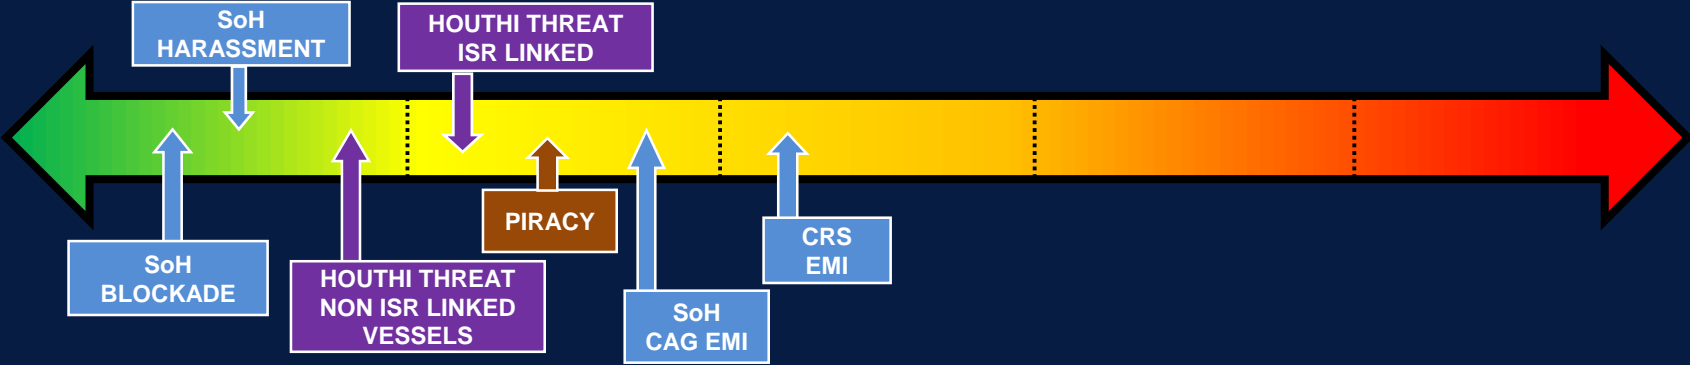 SoH
HARASSMENT
HOUTHI THREAT
ISR LINKED
SoH
BLOCKADE
HOUTHI THREAT
NON ISR LINKED
VESSELS
PIRACY
SoH
CAG EMI
CRS
EMI